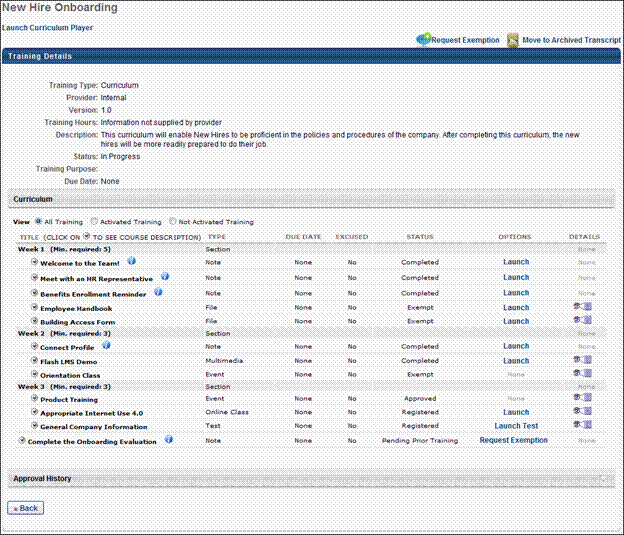 New Hire Onboarding
Launch Curriculum Player
Request Exemption Move to Archived Transcript
Training Details
Training Type: Curriculum
Provider: Internal
Version: 1.0
Training Hours: Information not supplied by provider
Description: This curriculum will enable New Hires to be proficient in the policies and procedures of the company. After completing this curriculum, the new
hires will be more readily prepared to do their job.
Status: In Progress
Training Purpose:
Due Date: None
Curriculum
View All Training Activated Training Not Activated Training
TITLE (CLICK ON TO SEE COURSE DESCRIPTION) TYPE DUE DATE EXCUSED STATUS OPTIONS DETAILS
Week 1 (Min. required: 5) Section None
Welcome to the Team! Note None No Completed Launch None
Meet with an HR Representative Note None No Completed Launch None
Benefits Enrollment Reminder Note None No Completed Launch None
Employee Handbook File None No Exempt Launch
Building Access Form File None No Exempt Launch
Week 2 (Min. required: 3) Section None
Connect Profile Note None No Completed Launch None
Flash LMS Demo Multimedia None No Completed Launch
Orientation Class Event None No Exempt None
Week 3 (Min. required: 3) Section None
Product Training Event None No Approved None
Appropriate Internet Use 4.0 Online Class None No Registered Launch
General Company Information Test None No Registered Launch Test
Complete the Onboarding Evaluation Note None No Pending Prior Training Request Exemption None
Approval History
« Back